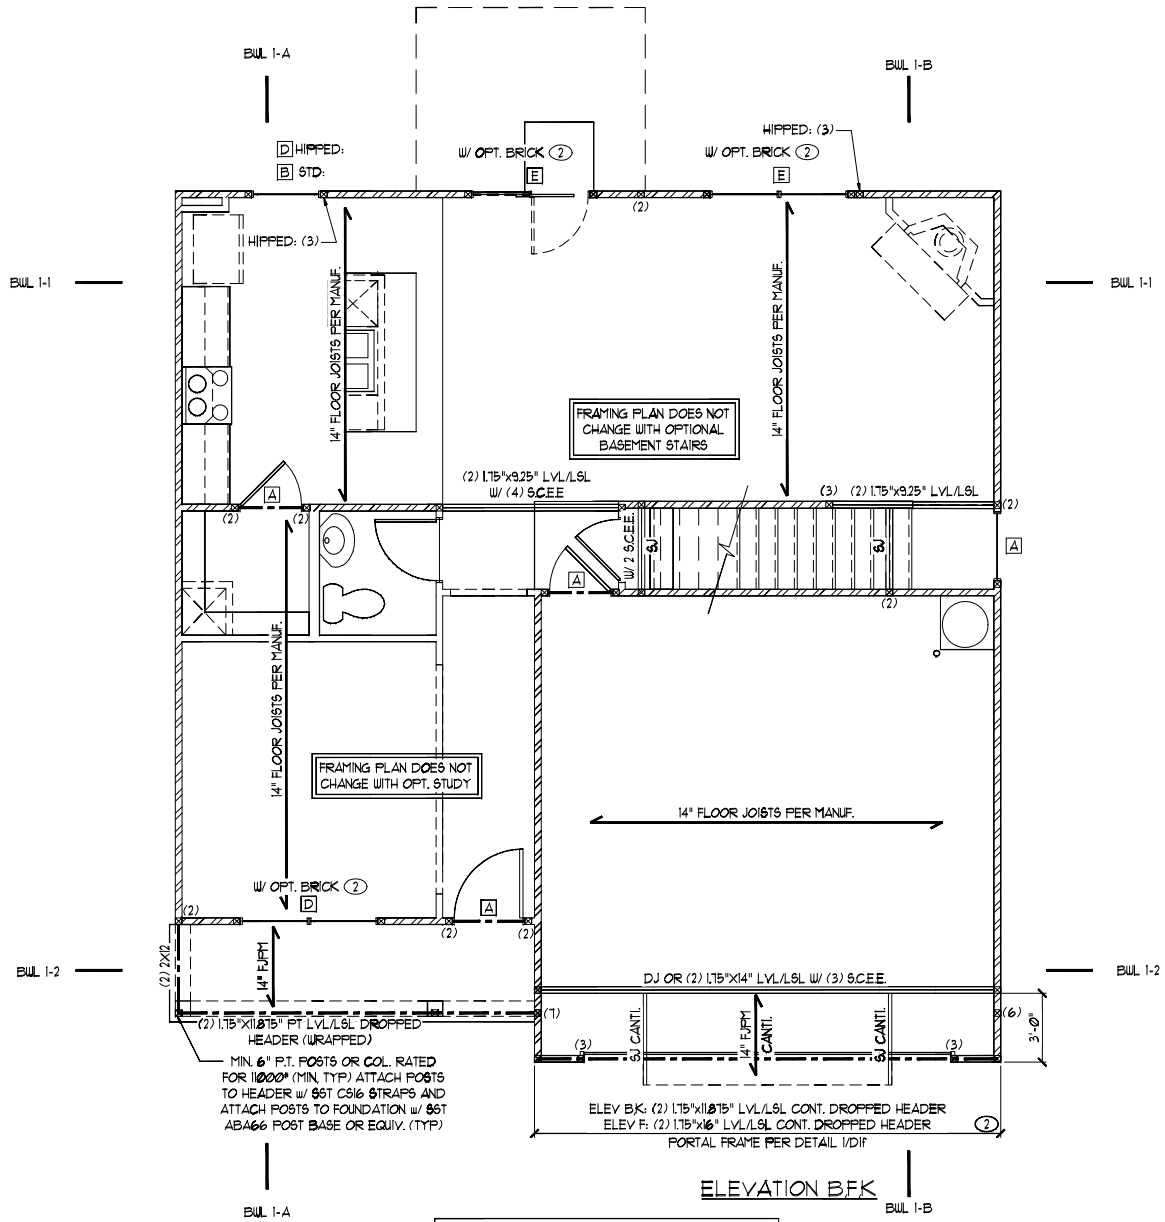 BWL 1-A
BWL 1-B
HIPPED: (3)
D HIPPED:
B STD:
W/ OPT. BRICK 2
W/ OPT. BRICK 2
E
E
(2)
HIPPED: (3)
BWL 1-1
BWL 1-1
14" FLOOR JOISTS PER MANUF.
14" FLOOR JOISTS PER MANUF.
FRAMING PLAN DOES NOT
CHANGE WITH OPTIONAL
BASEMENT STAIRS
(2) 1.75"x9.25" LVL/LSL
W/ (4) S.C.E.E
(3) (2) 1.75"x9.25" LVL/LSL
A
(2)
(2)
(2)
W/ 2 S.C.E.E.
SJ
SJ
A
A
(2)
14" FLOOR JOISTS PER MANUF.
FRAMING PLAN DOES NOT
CHANGE WITH OPT. STUDY
14" FLOOR JOISTS PER MANUF.
W/ OPT. BRICK 2
D
A
(2)
(2)
(2)
BWL 1-2
BWL 1-2
(2) 2X12
14" FJPM
DJ OR (2) 1.75"x14" LVL/LSL W/ (3) S.C.E.E.
(7)
(6)
3'-0"
SJ CANTI.
14" FJPM
CANTI.
SJ CANTI.
(3)
(3)
(2) 1.75"x11.875" PT LVL/LSL DROPPED
HEADER (WRAPPED)
MIN. 6" P.T. POSTS OR COL. RATED
FOR 11000# (MIN, TYP) ATTACH POSTS
TO HEADER w/ SST CS16 STRAPS AND
ATTACH POSTS TO FOUNDATION w/ SST
ABA66 POST BASE OR EQUIV. (TYP)
ELEV B,K: (2) 1.75"x11.875" LVL/LSL CONT. DROPPED HEADER
ELEV F: (2) 1.75"x16" LVL/LSL CONT. DROPPED HEADER
2
PORTAL FRAME PER DETAIL 1/D1f
ELEVATION B,F,K
BWL 1-A
BWL 1-B